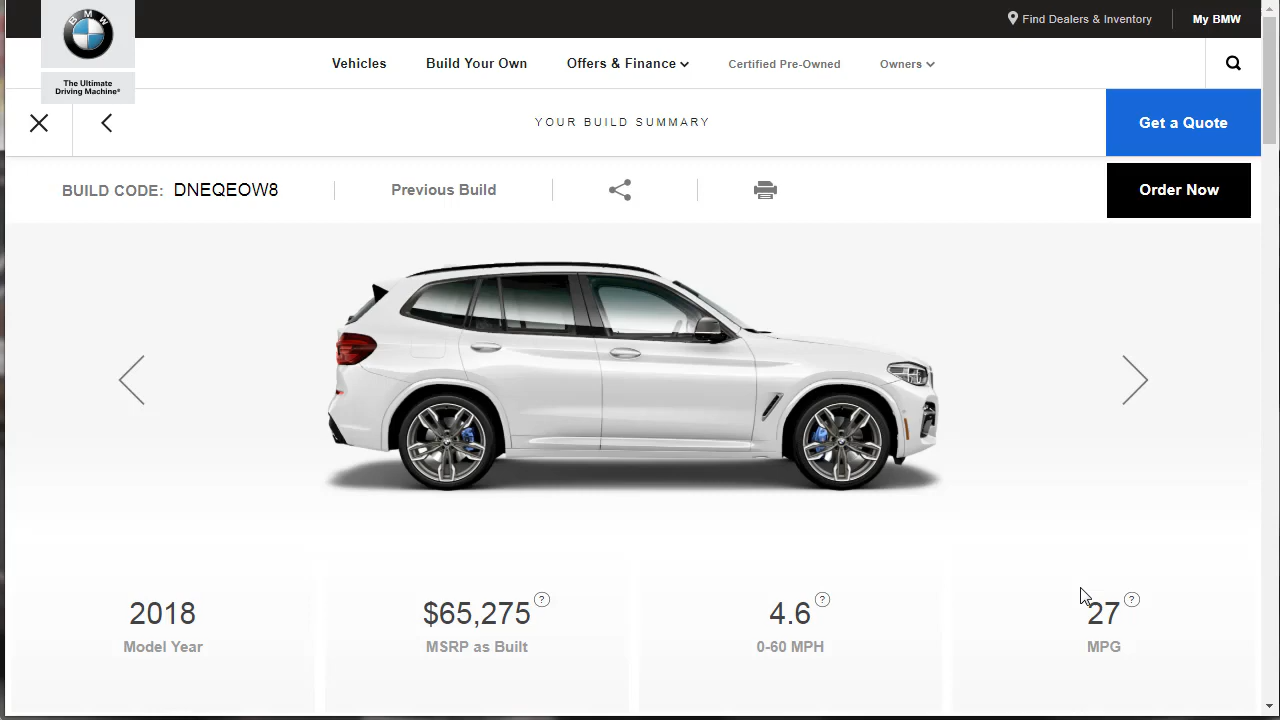 BMW
The Ultimate
Driving Machine®
Find Dealers & Inventory
My BMW
Vehicles
Build Your Own
Offers & Finance
Certified Pre-Owned
Owners
YOUR BUILD SUMMARY
Get a Quote
BUILD CODE: DNEQEOW8
Previous Build
Order Now
2018
Model Year
$65,275 ?
MSRP as Built
4.6 ?
0-60 MPH
27 ?
MPG